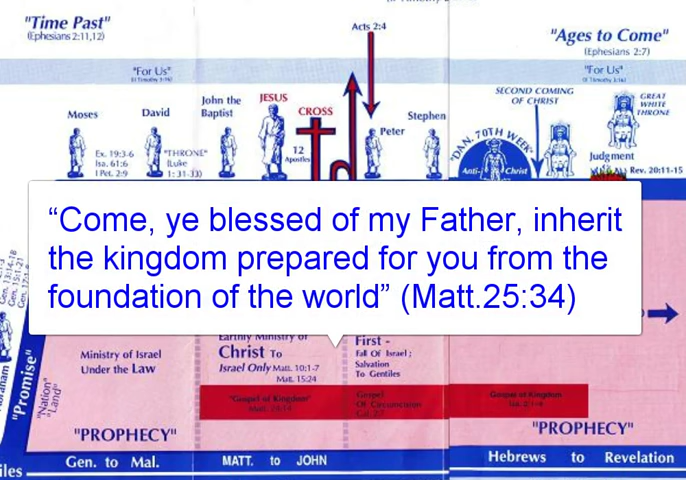 "Time Past"
(Ephesians 2:11,12)
"For Us"
Acts 2:4
"Ages to Come"
(Ephesians 2:7)
"For Us"
SECOND COMING
OF CHRIST
GREAT
WHITE
THRONE
Moses
David
John the
Baptist
JESUS
CROSS
12
Apostles
Peter
Stephen
"DAN. 70TH WEEK"
Anti-
Christ
Judgment
Rev. 20:11-15
Ex. 19:3-6
Isa. 61:6
I Pet. 2:9
"THRONE"
(Luke
1: 31-33)
“Come, ye blessed of my Father, inherit
the kingdom prepared for you from the
foundation of the world” (Matt.25:34)
"Promise"
"Nation"
"Land"
Ministry of Israel
Under the Law
Earthly Ministry of
Christ To
Israel Only Matt. 10:1-7
Matt. 15:24
First -
Fall Of Israel;
Salvation
To Gentiles
"Gospel of Kingdom"
Matt. 24:14
Gospel
Of Circumcision
Gal. 2:7
Gospel of Kingdom
"PROPHECY"
"PROPHECY"
Gen. to Mal.
MATT. to JOHN
Hebrews to Revelation